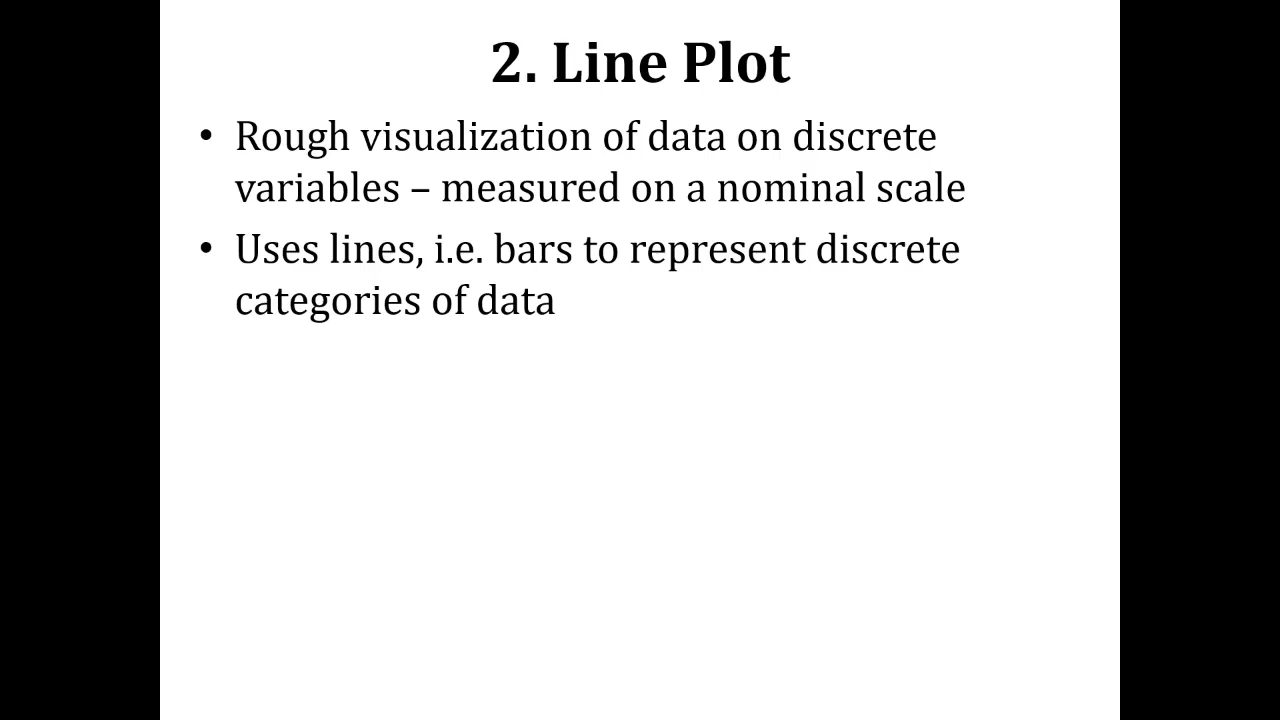 2. Line Plot
• Rough visualization of data on discrete
variables – measured on a nominal scale
• Uses lines, i.e. bars to represent discrete
categories of data